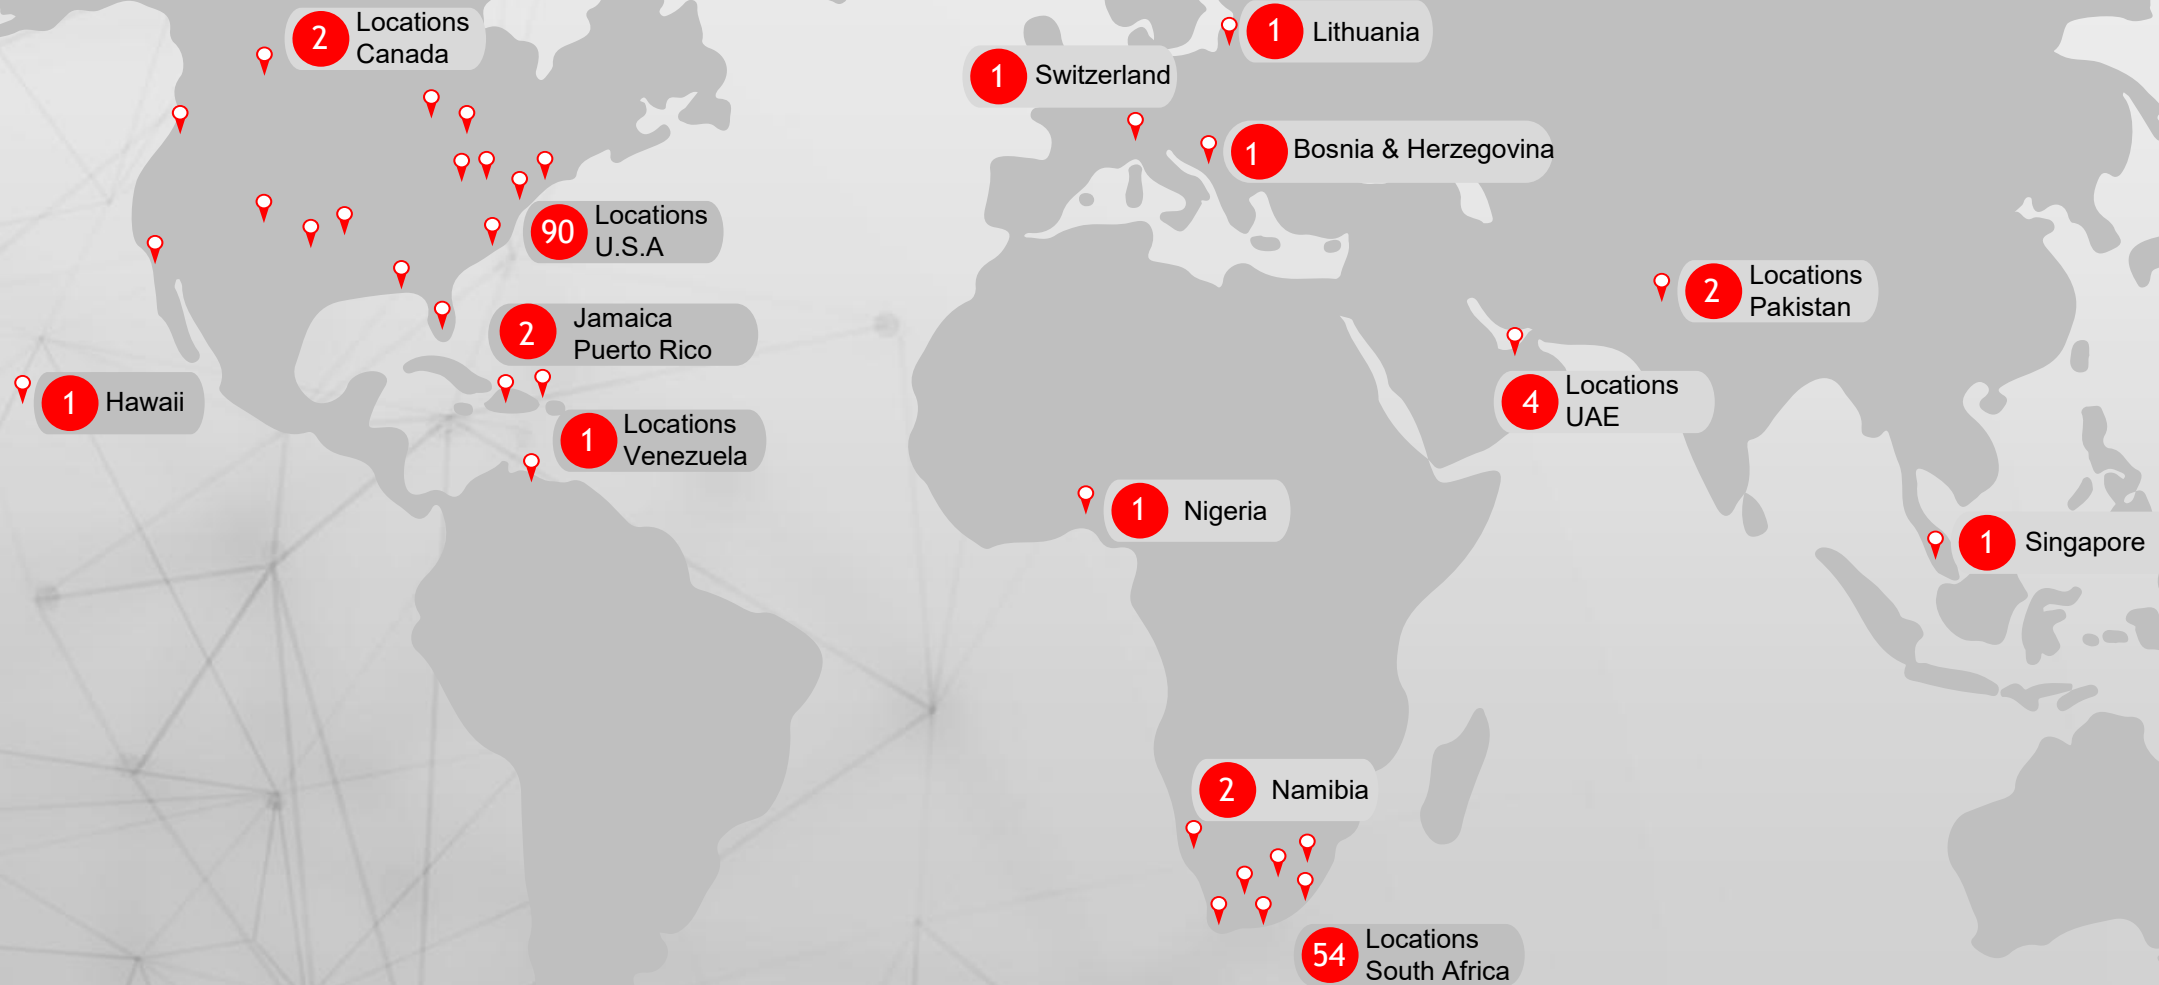 2
Locations
Canada
1
Lithuania
1
Switzerland
1
Bosnia & Herzegovina
90
Locations
U.S.A
2
Locations
Pakistan
2
Jamaica
Puerto Rico
1
Hawaii
4
Locations
UAE
1
Locations
Venezuela
1
Nigeria
1
Singapore
2
Namibia
54
Locations
South Africa